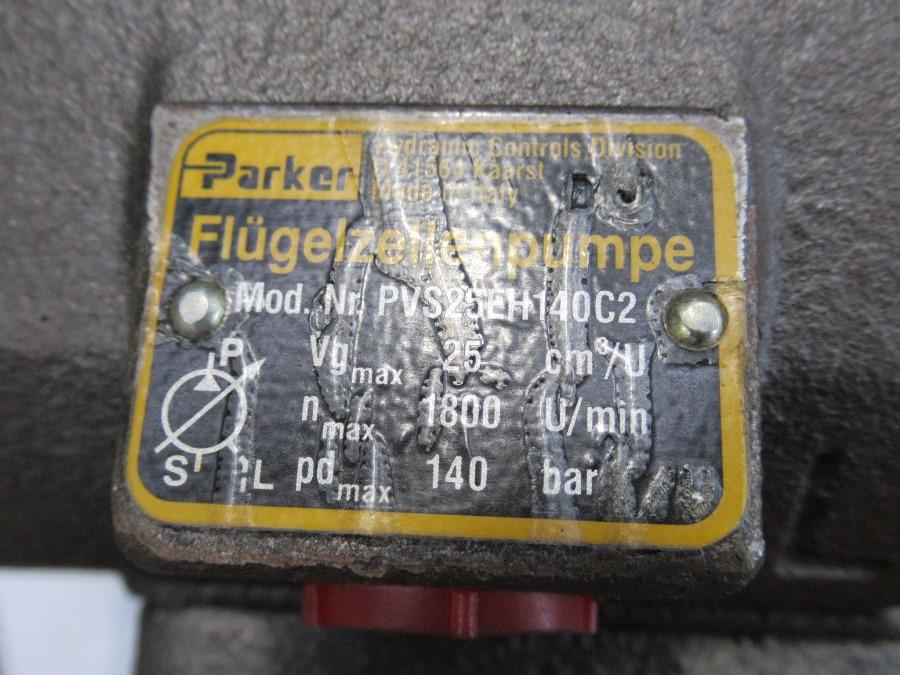 Parker
Hydraulic Controls Division
D-41564 Kaarst
Made in Italy
Flügelzellenpumpe
Mod. Nr. PVS25EH140C2
Vg max 25 cm³/U
n max 1800 U/min
pd max 140 bar
P
S L